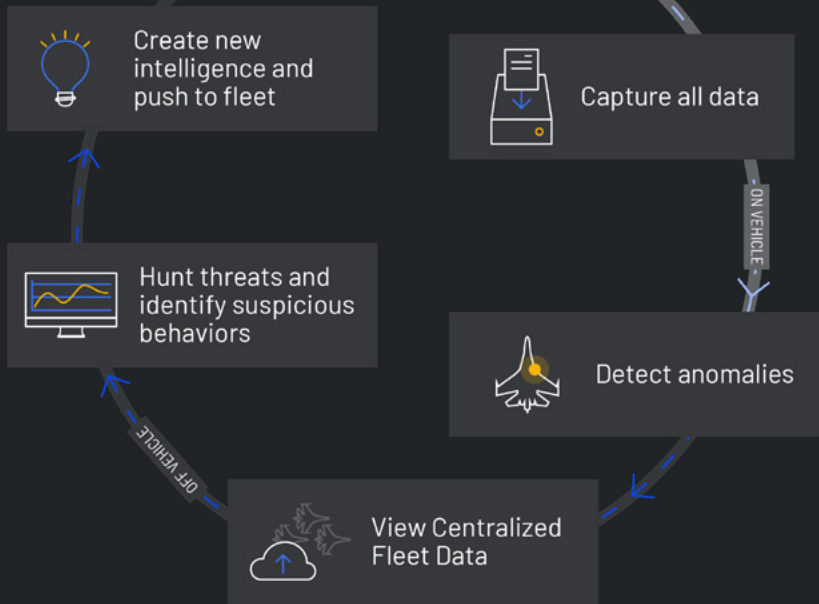 Create new
intelligence and
push to fleet
Capture all data
ON VEHICLE
Hunt threats and
identify suspicious
behaviors
Detect anomalies
OFF VEHICLE
View Centralized
Fleet Data